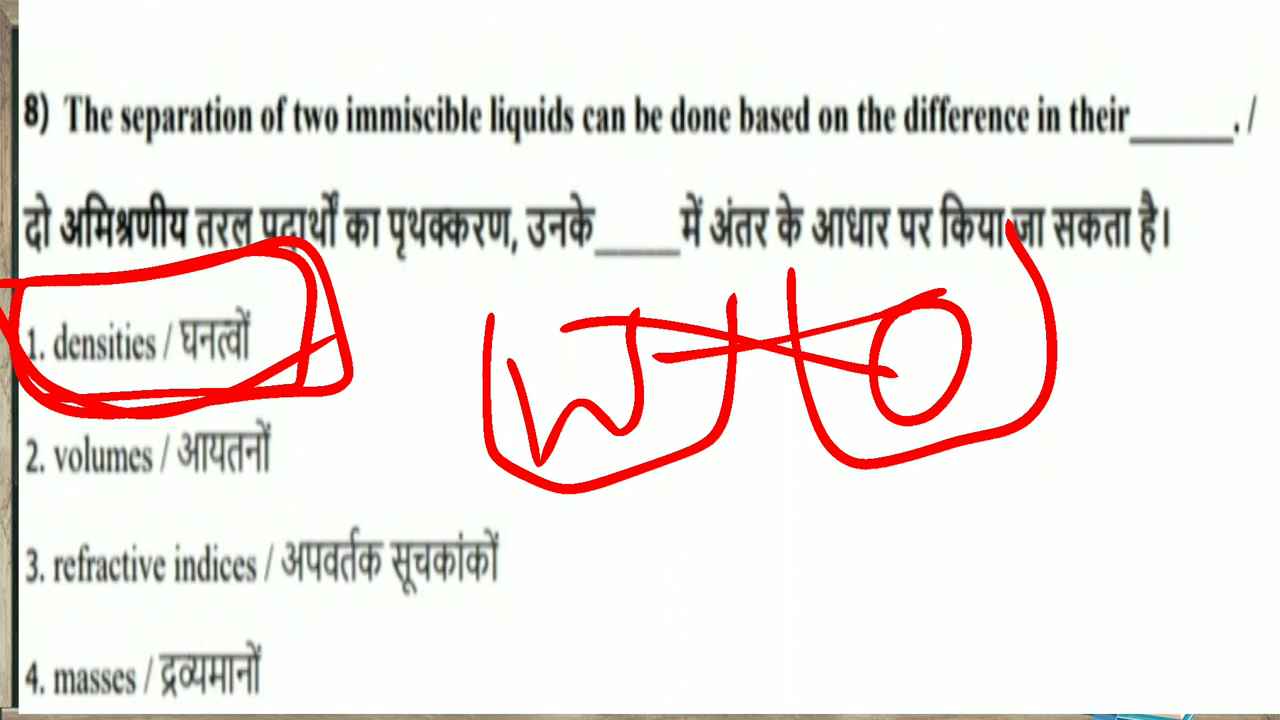 8) The separation of two immiscible liquids can be done based on the difference in their______. /
दो अमिश्रणीय तरल पदार्थों का पृथक्करण, उनके_____में अंतर के आधार पर किया जा सकता है।
1. densities / घनत्वों
W O
2. volumes / आयतनों
3. refractive indices / अपवर्तक सूचकांकों
4. masses / द्रव्यमानों